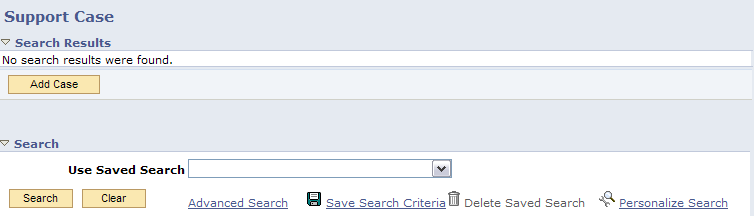 Support Case
Search Results
No search results were found.
Add Case
Search
Use Saved Search
Search Clear Advanced Search Save Search Criteria Delete Saved Search Personalize Search